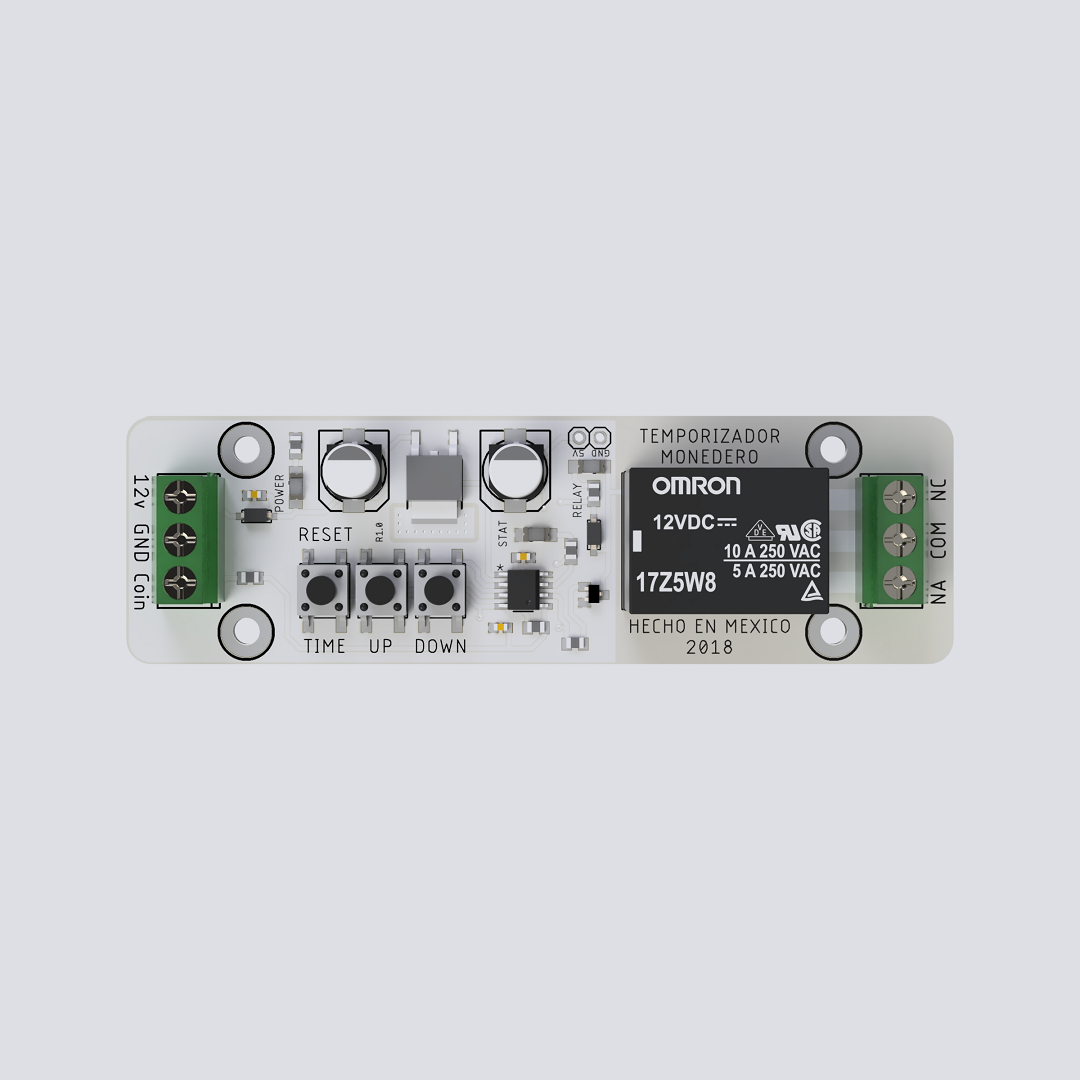 12v GND Coin
POWER
RESET
R1.0
TIME
UP
DOWN
STAT
*
RELAY
5V
GND
TEMPORIZADOR
MONEDERO
OMRON
12VDC
VDE
10 A 250 VAC
5 A 250 VAC
17Z5W8
HECHO EN MEXICO
2018
NA COM NC